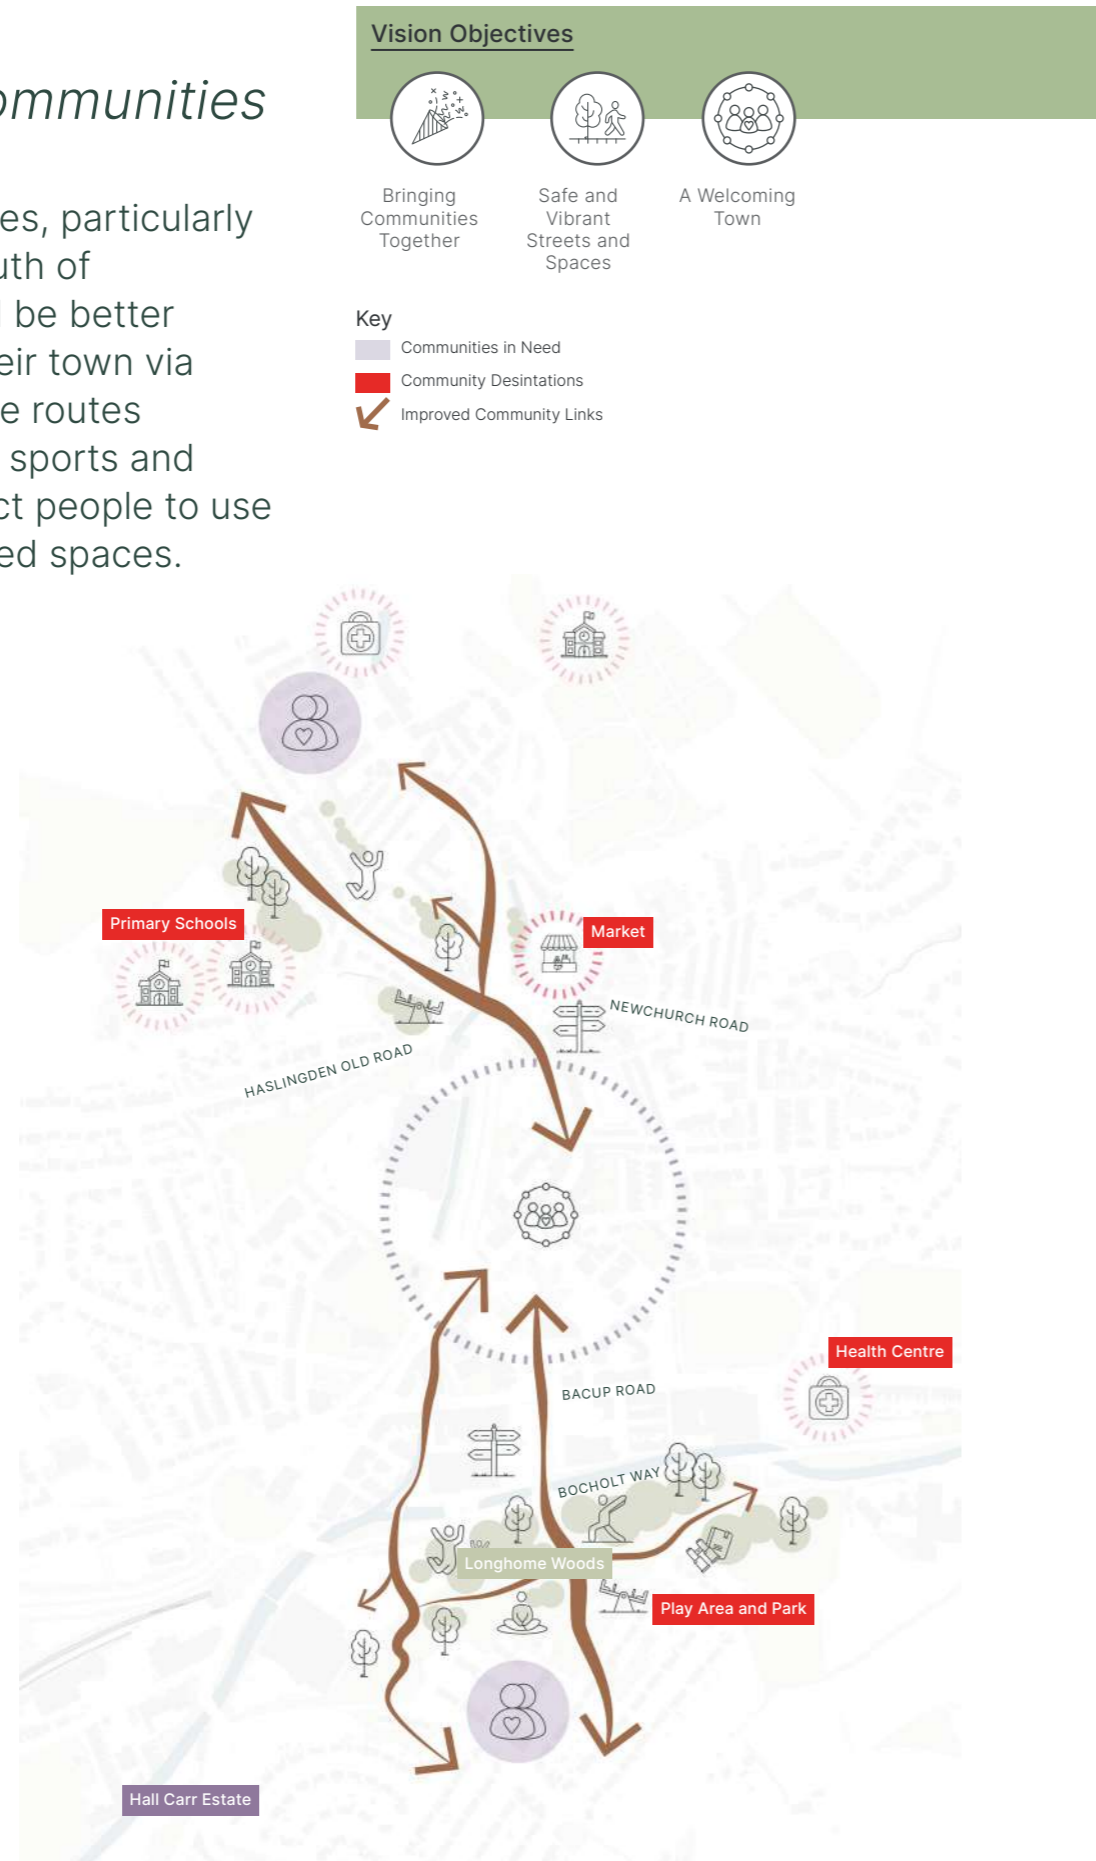 ommunities
es, particularly
uth of
be better
eir town via
e routes
sports and
ct people to use
ed spaces.
Vision Objectives
Bringing
Communities
Together
Safe and
Vibrant
Streets and
Spaces
A Welcoming
Town
Key
Communities in Need
Community Desintations
Improved Community Links
Primary Schools
Market
NEWCHURCH ROAD
HASLINGDEN OLD ROAD
Health Centre
BACUP ROAD
BOCHOLT WAY
Longhome Woods
Play Area and Park
Hall Carr Estate